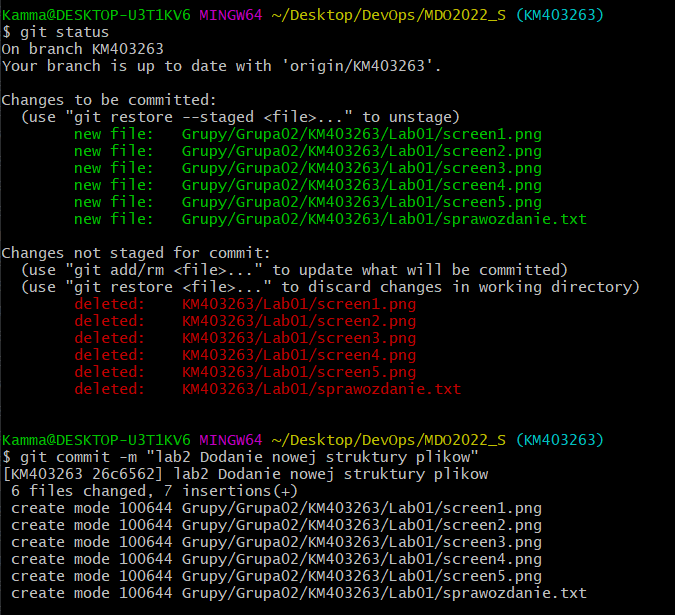 Kamma@DESKTOP-U3T1KV6 MINGW64 ~/Desktop/DevOps/MDO2022_S (KM403263)
$ git status
On branch KM403263
Your branch is up to date with 'origin/KM403263'.
Changes to be committed:
(use "git restore --staged <file>..." to unstage)
new file: Grupy/Grupa02/KM403263/Lab01/screen1.png
new file: Grupy/Grupa02/KM403263/Lab01/screen2.png
new file: Grupy/Grupa02/KM403263/Lab01/screen3.png
new file: Grupy/Grupa02/KM403263/Lab01/screen4.png
new file: Grupy/Grupa02/KM403263/Lab01/screen5.png
new file: Grupy/Grupa02/KM403263/Lab01/sprawozdanie.txt
Changes not staged for commit:
(use "git add/rm <file>..." to update what will be committed)
(use "git restore <file>..." to discard changes in working directory)
deleted: KM403263/Lab01/screen1.png
deleted: KM403263/Lab01/screen2.png
deleted: KM403263/Lab01/screen3.png
deleted: KM403263/Lab01/screen4.png
deleted: KM403263/Lab01/screen5.png
deleted: KM403263/Lab01/sprawozdanie.txt
Kamma@DESKTOP-U3T1KV6 MINGW64 ~/Desktop/DevOps/MDO2022_S (KM403263)
$ git commit -m "lab2 Dodanie nowej struktury plikow"
[KM403263 26c6562] lab2 Dodanie nowej struktury plikow
6 files changed, 7 insertions(+)
create mode 100644 Grupy/Grupa02/KM403263/Lab01/screen1.png
create mode 100644 Grupy/Grupa02/KM403263/Lab01/screen2.png
create mode 100644 Grupy/Grupa02/KM403263/Lab01/screen3.png
create mode 100644 Grupy/Grupa02/KM403263/Lab01/screen4.png
create mode 100644 Grupy/Grupa02/KM403263/Lab01/screen5.png
create mode 100644 Grupy/Grupa02/KM403263/Lab01/sprawozdanie.txt